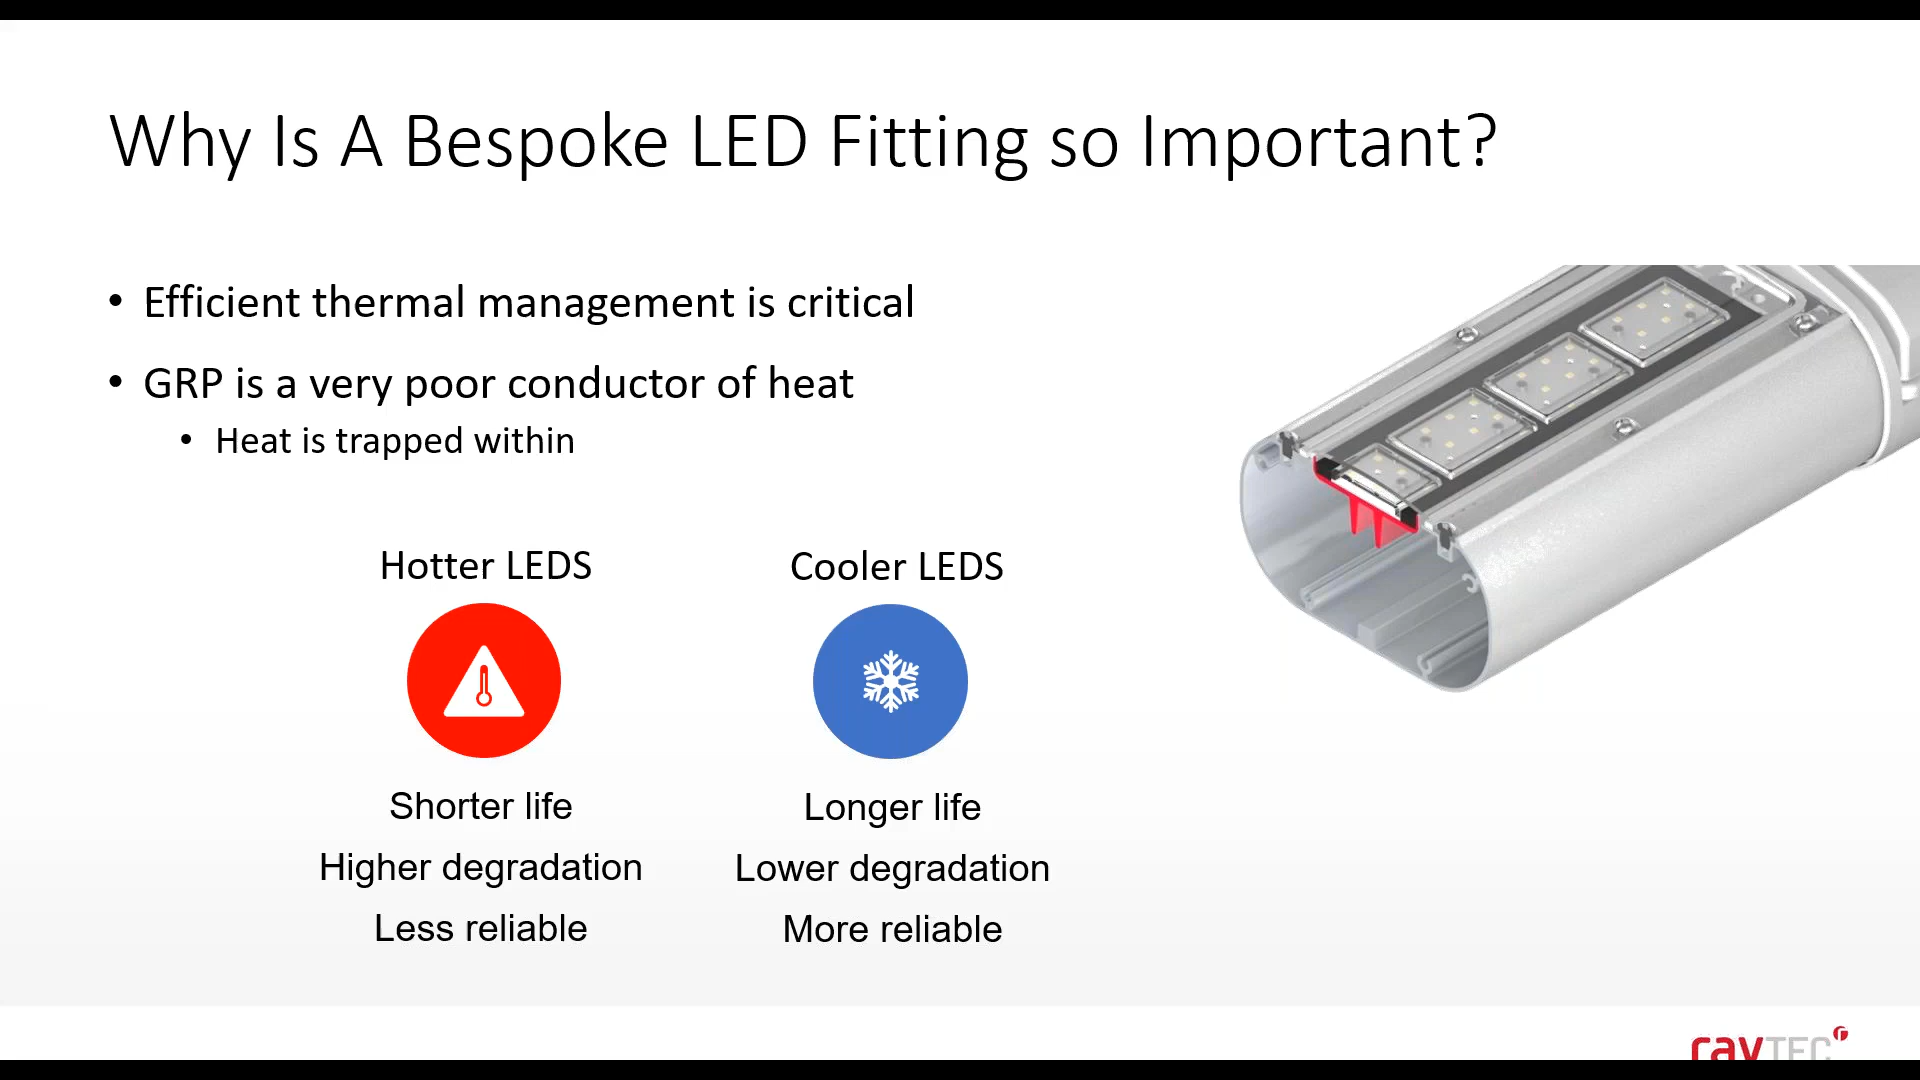 Why Is A Bespoke LED Fitting so Important?
• Efficient thermal management is critical
• GRP is a very poor conductor of heat
• Heat is trapped within
Hotter LEDS
Shorter life
Higher degradation
Less reliable
Cooler LEDS
Longer life
Lower degradation
More reliable
rayTEC